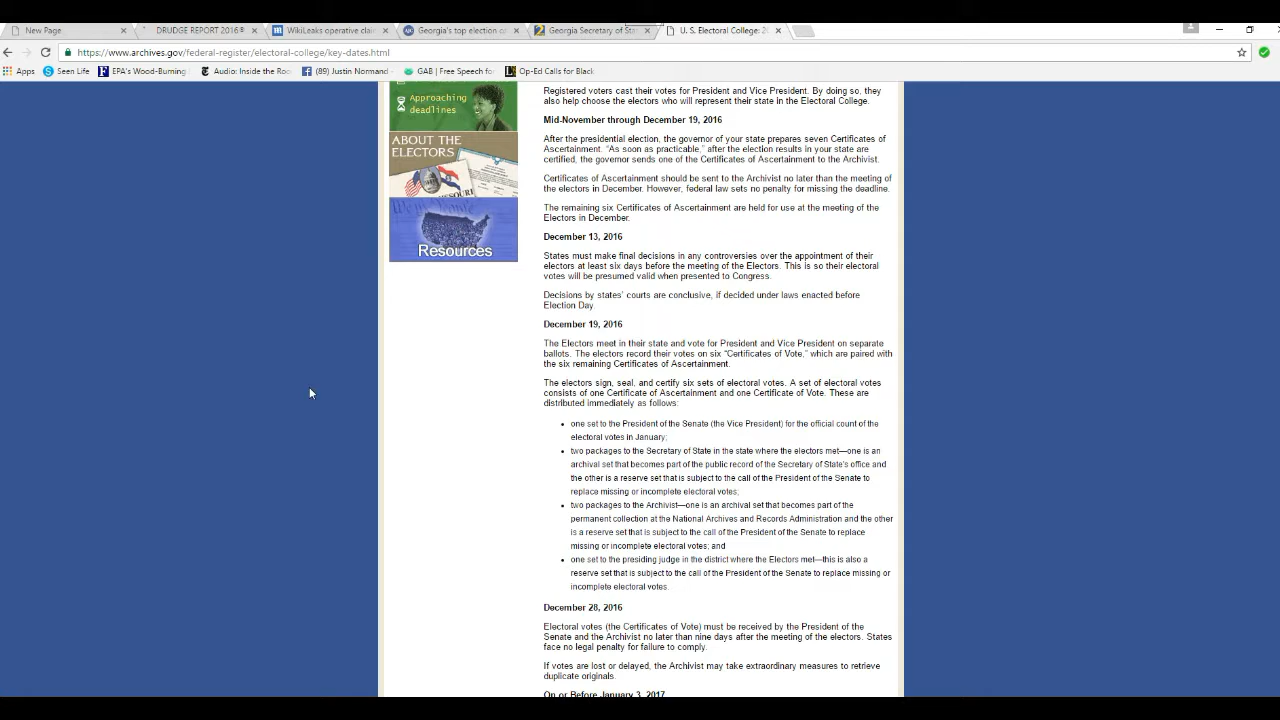 New Page
DRUDGE REPORT 2016®
WikiLeaks operative clai
Georgia's top election o
Georgia Secretary of Sta
U. S. Electoral College: 2
https://www.archives.gov/federal-register/electoral-college/key-dates.html
Apps
Seen Life
EPA's Wood-Burning
Audio: Inside the Roo
(89) Justin Normand
GAB | Free Speech fo
Op-Ed Calls for Black
Approaching
deadlines
ABOUT THE
ELECTORS
Resources
Registered voters cast their votes for President and Vice President. By doing so, they
also help choose the electors who will represent their state in the Electoral College.
Mid-November through December 19, 2016
After the presidential election, the governor of your state prepares seven Certificates of
Ascertainment. “As soon as practicable,” after the election results in your state are
certified, the governor sends one of the Certificates of Ascertainment to the Archivist.
Certificates of Ascertainment should be sent to the Archivist no later than the meeting of
the electors in December. However, federal law sets no penalty for missing the deadline.
The remaining six Certificates of Ascertainment are held for use at the meeting of the
Electors in December.
December 13, 2016
States must make final decisions in any controversies over the appointment of their
electors at least six days before the meeting of the Electors. This is so their electoral
votes will be presumed valid when presented to Congress.
Decisions by states’ courts are conclusive, if decided under laws enacted before
Election Day.
December 19, 2016
The Electors meet in their state and vote for President and Vice President on separate
ballots. The electors record their votes on six “Certificates of Vote,” which are paired with
the six remaining Certificates of Ascertainment.
The electors sign, seal, and certify six sets of electoral votes. A set of electoral votes
consists of one Certificate of Ascertainment and one Certificate of Vote. These are
distributed immediately as follows:
• one set to the President of the Senate (the Vice President) for the official count of the
electoral votes in January;
• two packages to the Secretary of State in the state where the electors met—one is an
archival set that becomes part of the public record of the Secretary of State's office and
the other is a reserve set that is subject to the call of the President of the Senate to
replace missing or incomplete electoral votes;
• two packages to the Archivist—one is an archival set that becomes part of the
permanent collection at the National Archives and Records Administration and the other
is a reserve set that is subject to the call of the President of the Senate to replace
missing or incomplete electoral votes; and
• one set to the presiding judge in the district where the Electors met—this is also a
reserve set that is subject to the call of the President of the Senate to replace missing or
incomplete electoral votes.
December 28, 2016
Electoral votes (the Certificates of Vote) must be received by the President of the
Senate and the Archivist no later than nine days after the meeting of the electors. States
face no legal penalty for failure to comply.
If votes are lost or delayed, the Archivist may take extraordinary measures to retrieve
duplicate originals.
On or Before January 3, 2017